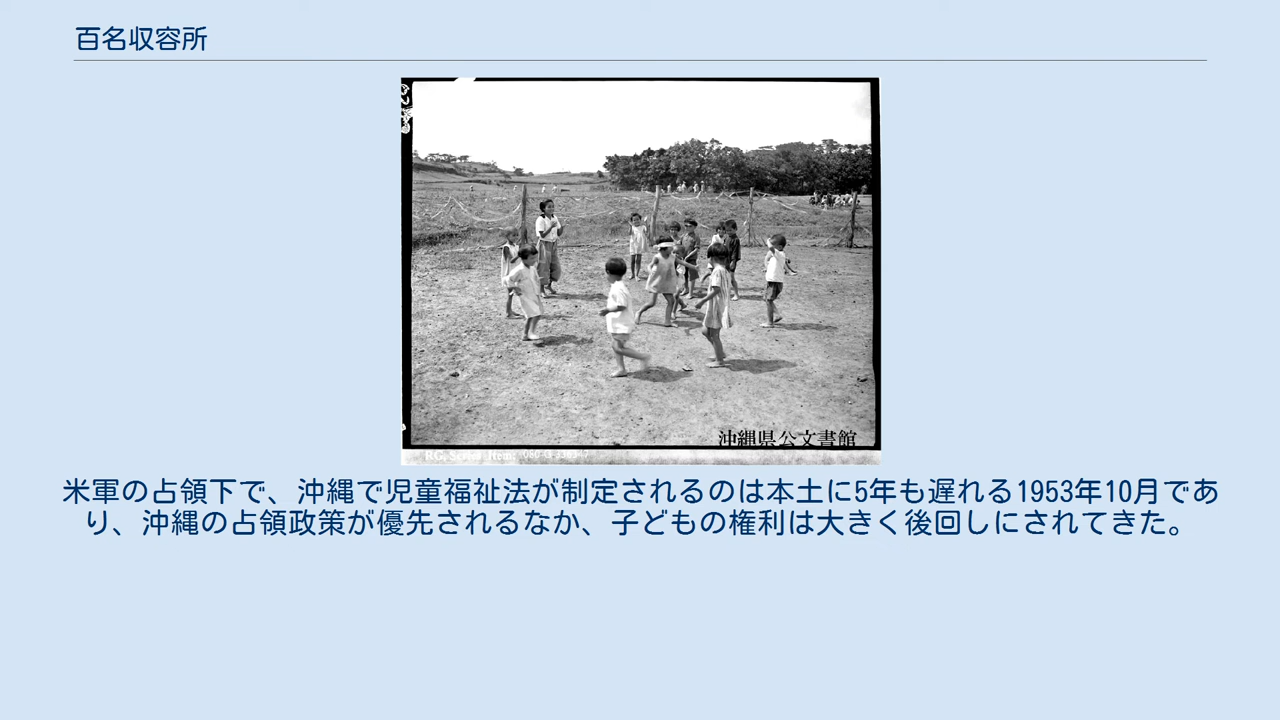 百名収容所
沖縄県公文書館
米軍の占領下で、沖縄で児童福祉法が制定されるのは本土に5年も遅れる1953年10月であ
り、沖縄の占領政策が優先されるなか、子どもの権利は大きく後回しにされてきた。